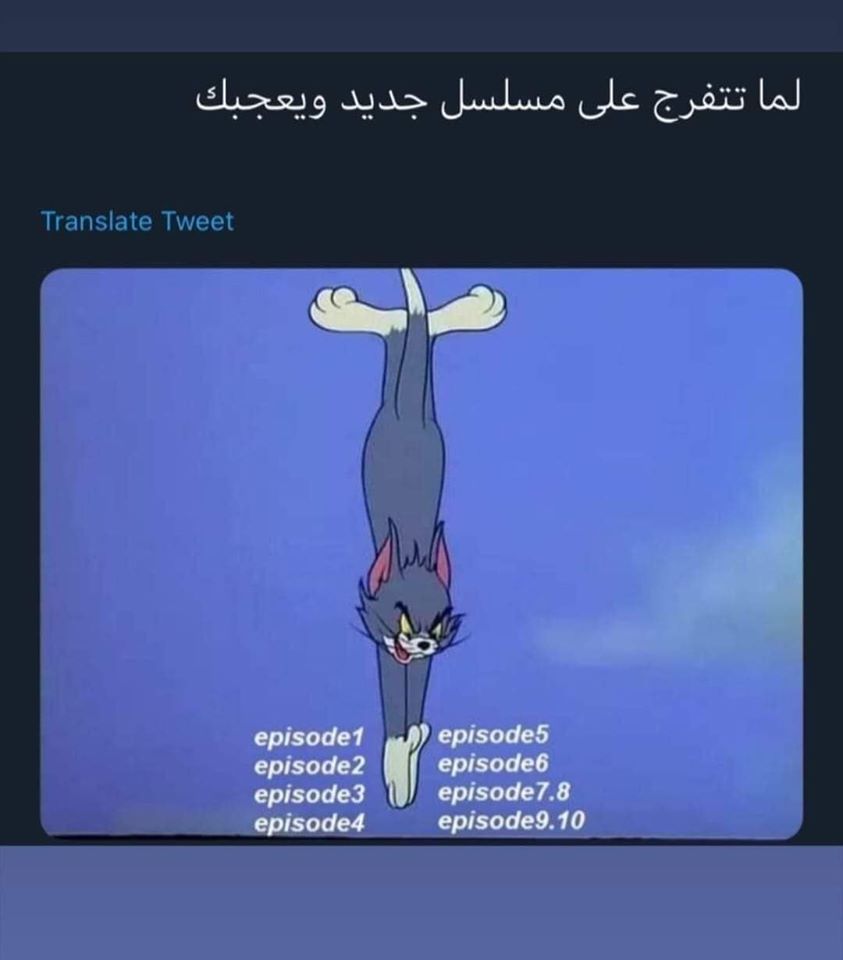 لما تتفرج على مسلسل جديد ويعجبك
Translate Tweet
episode1
episode2
episode3
episode4
episode5
episode6
episode7.8
episode9.10